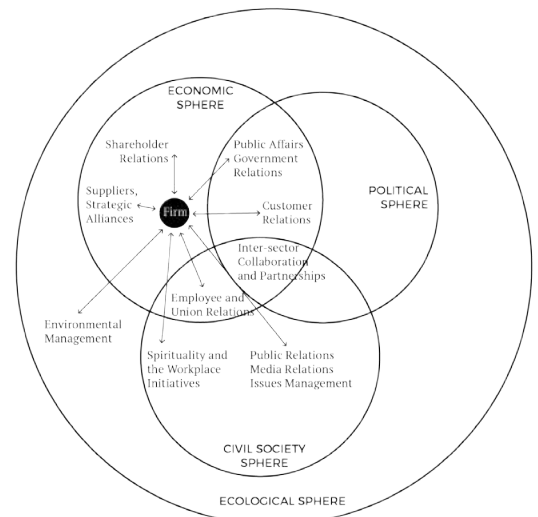 ECONOMIC
SPHERE
Shareholder
Relations
Public Affairs
Government
Relations
Suppliers,
Strategic
Alliances
Firm
Customer
Relations
POLITICAL
SPHERE
Inter-sector
Collaboration
and Partnerships
Employee and
Union Relations
Environmental
Management
Spirituality and
the Workplace
Initiatives
Public Relations
Media Relations
Issues Management
CIVIL SOCIETY
SPHERE
ECOLOGICAL SPHERE